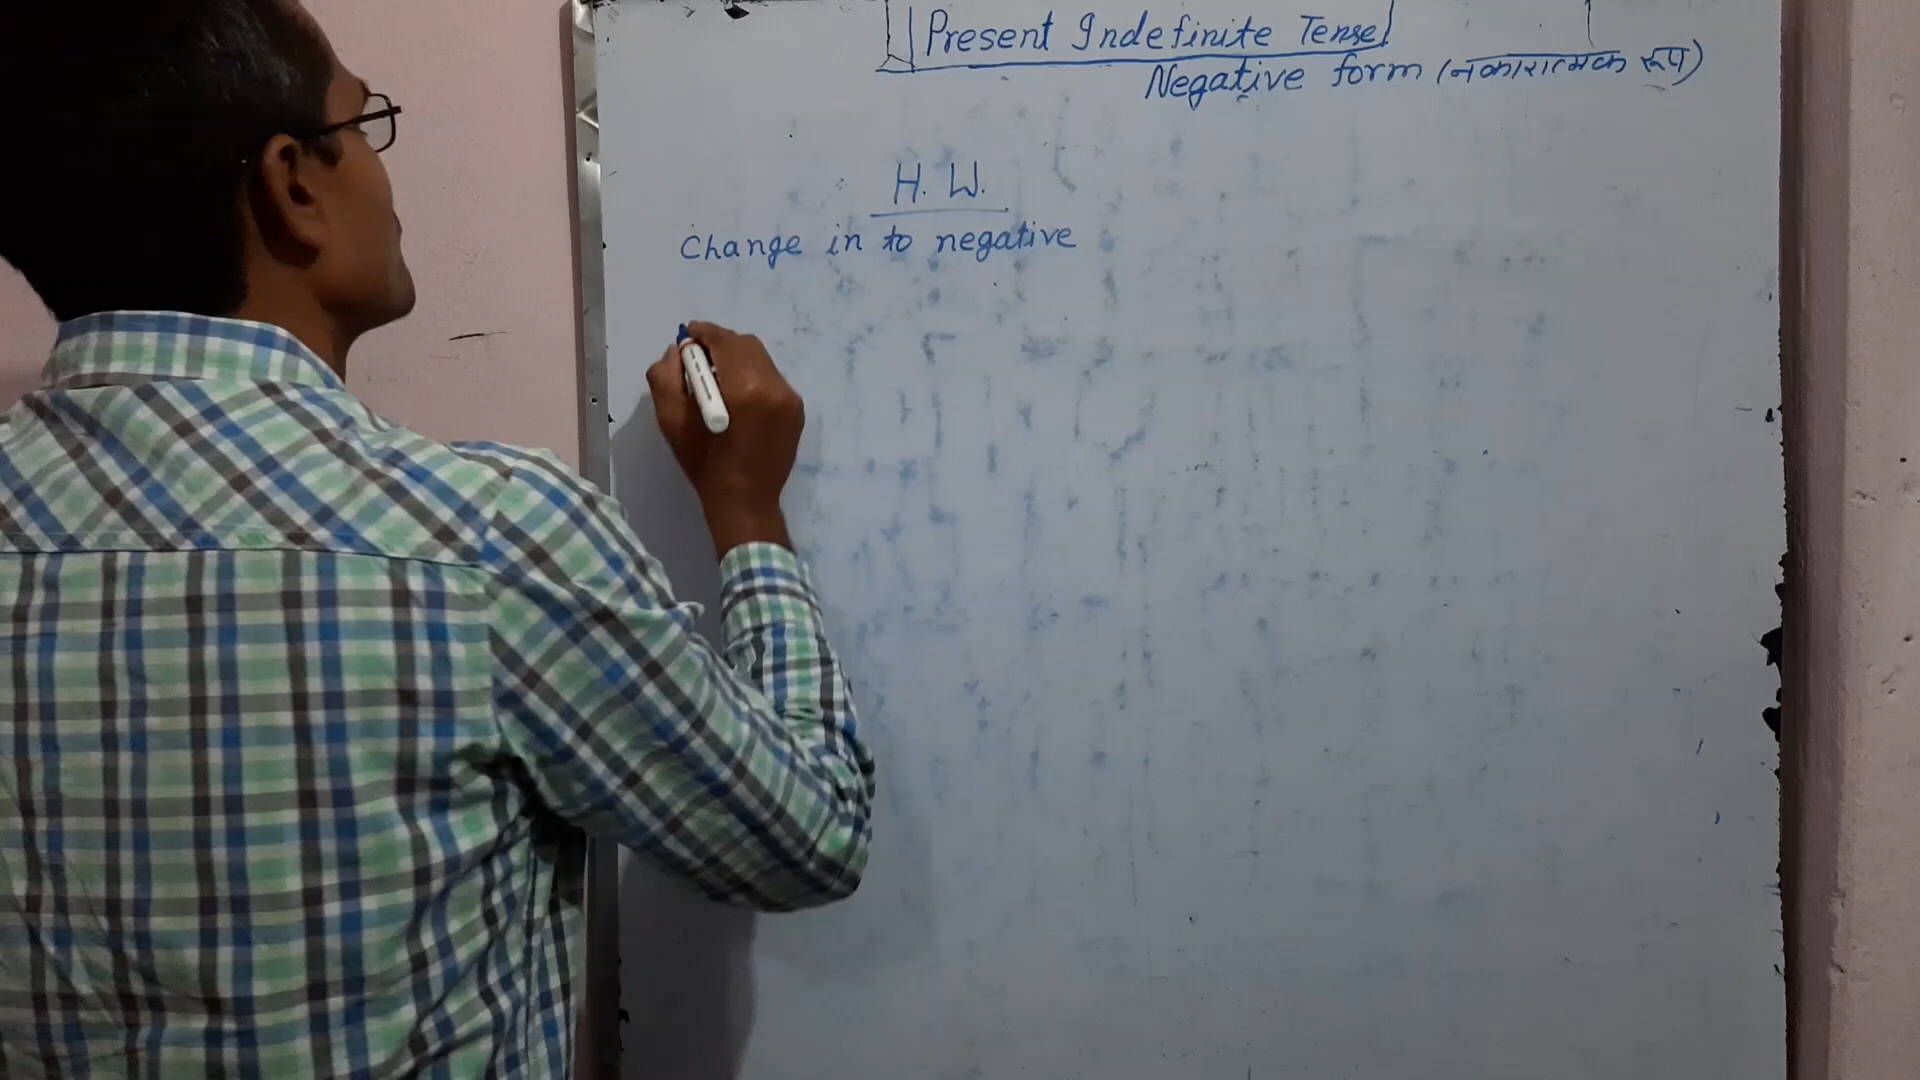 Present Indefinite Tense
Negative form (नकारात्मक रूप)
H. W.
Change in to negative